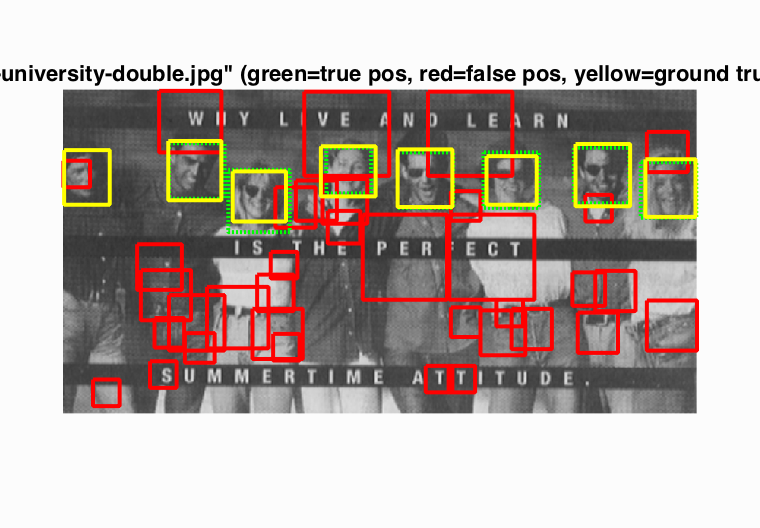 -university-double.jpg" (green=true pos, red=false pos, yellow=ground tru
WHY LIVE AND LEARN
IS THE PERFECT
SUMMERTIME ATTITUDE.